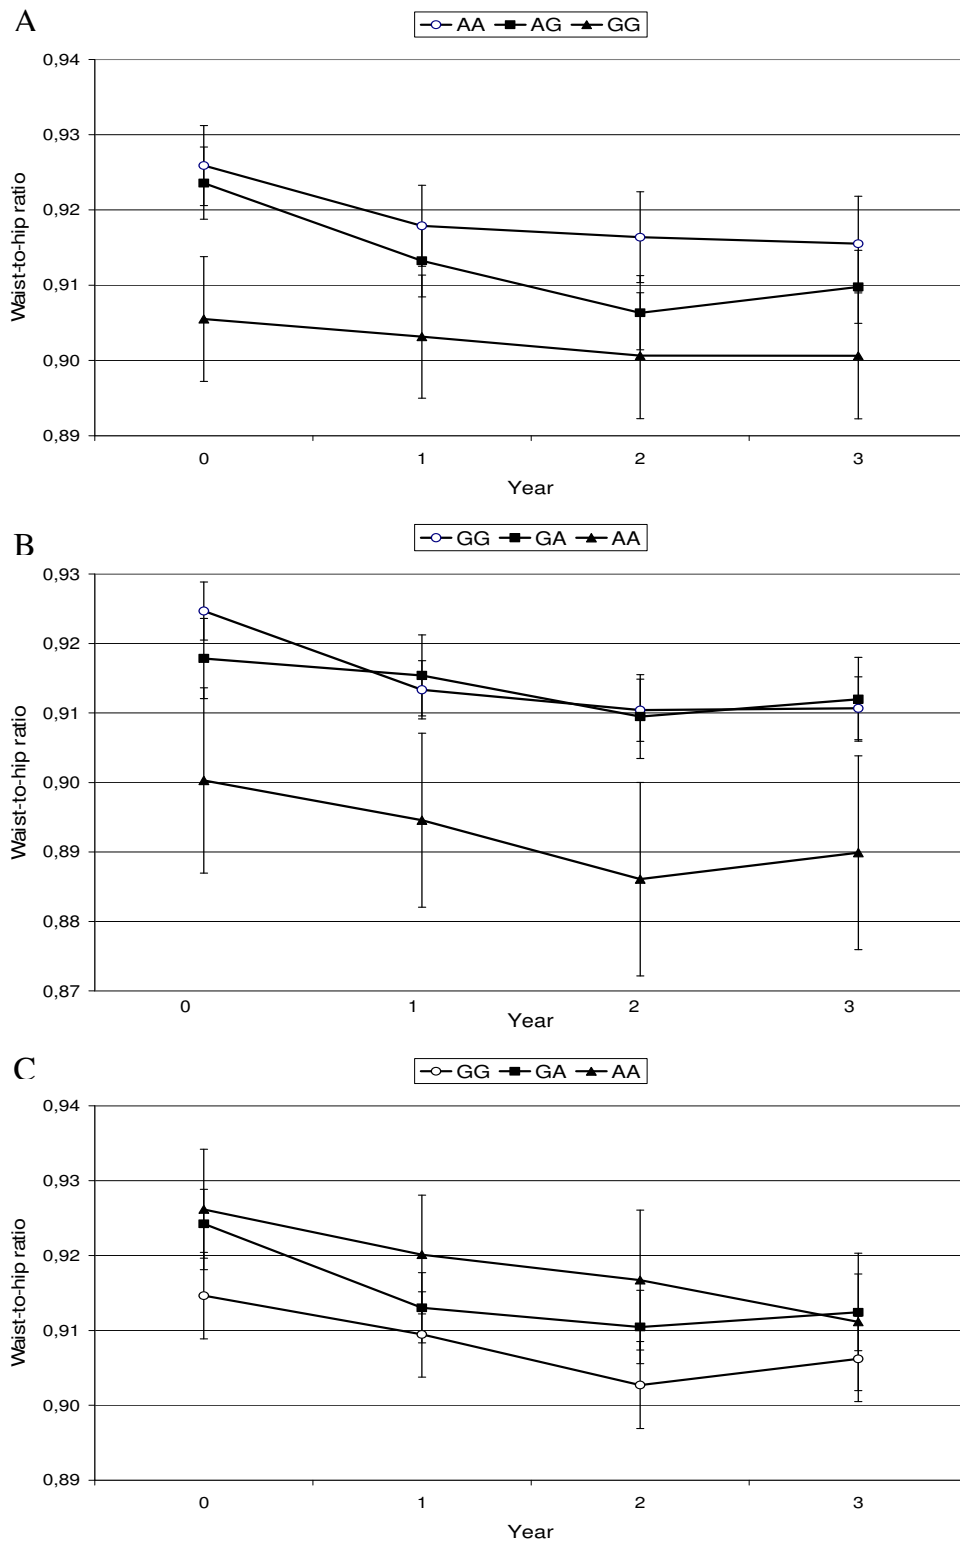 A
AA AG GG
0,94
0,93
0,92
0,91
0,90
0,89
Waist-to-hip ratio
0 1 2 3
Year
B
GG GA AA
0,93
0,92
0,91
0,90
0,89
0,88
0,87
Waist-to-hip ratio
0 1 2 3
Year
C
GG GA AA
0,94
0,93
0,92
0,91
0,90
0,89
Waist-to-hip ratio
0 1 2 3
Year